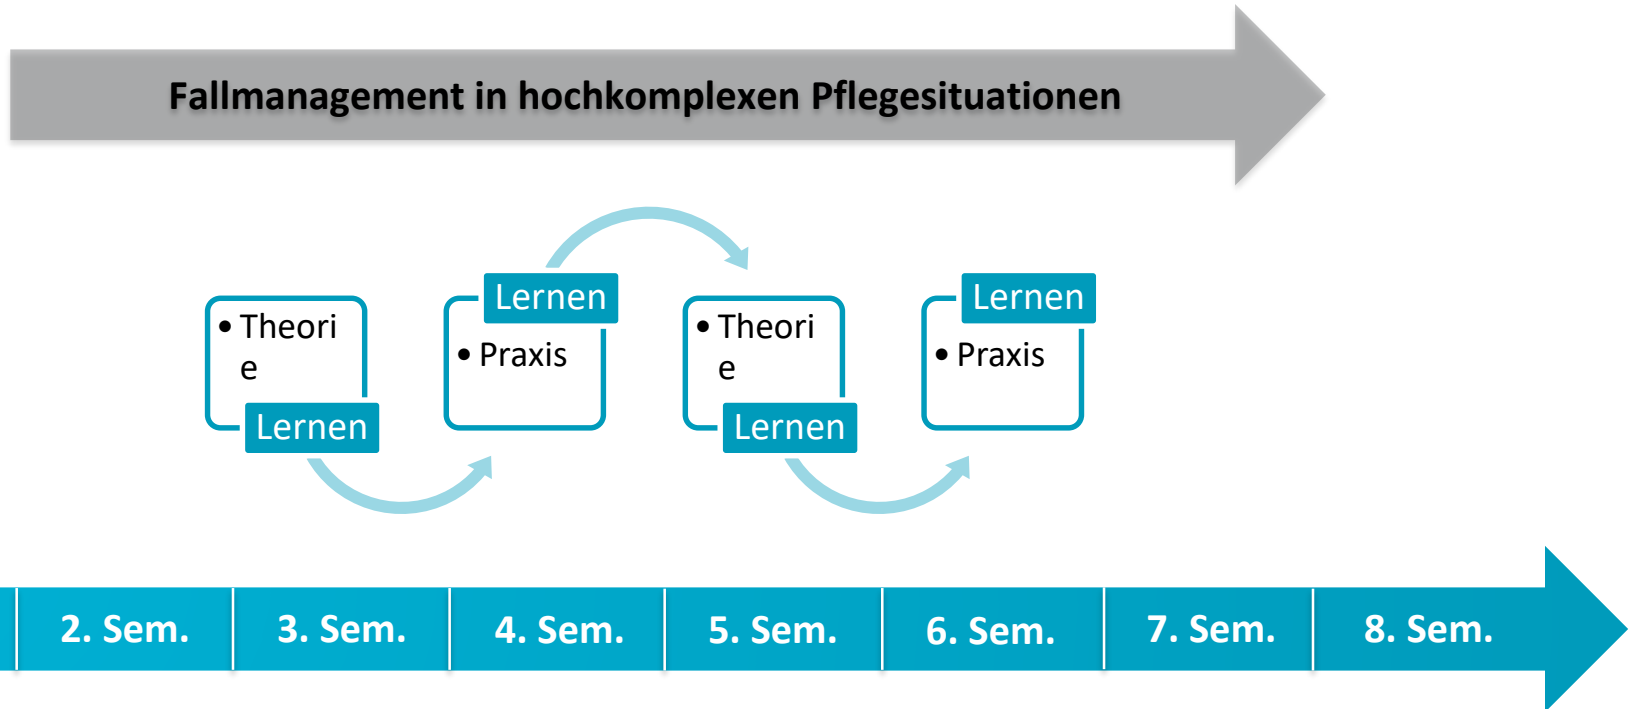 Fallmanagement in hochkomplexen Pflegesituationen
• Theori
e
Lernen
Lernen
• Praxis
• Theori
e
Lernen
Lernen
• Praxis
2. Sem.
3. Sem.
4. Sem.
5. Sem.
6. Sem.
7. Sem.
8. Sem.